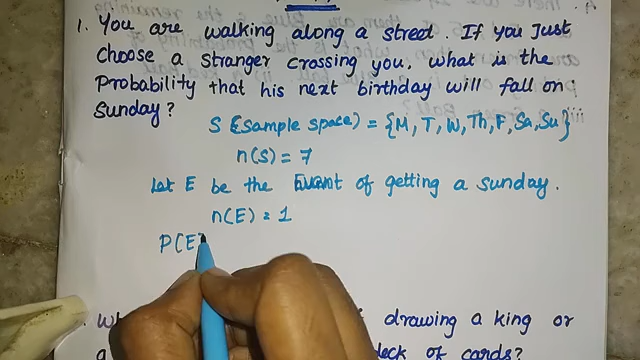 1. You are walking along a street. If you Just
choose a stranger crossing you, what is the
Probability that his next birthday will fall on
Sunday?
S (Sample space) = {M, T, W, Th, F, Sa, Su}
n(S) = 7
Let E be the Event of getting a Sunday.
n(E) = 1
P(E)
drawing a king or
deck of cards?